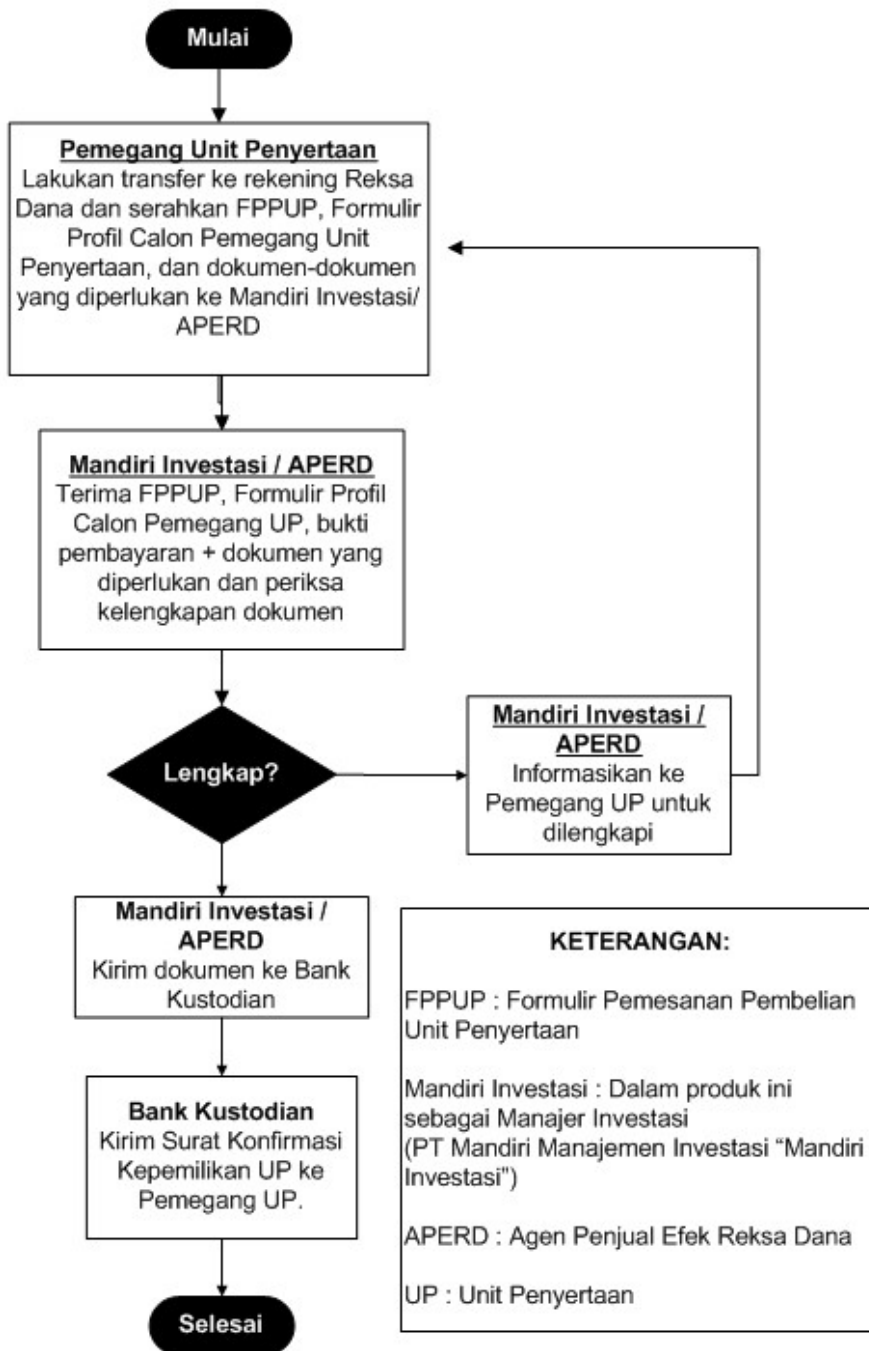 Mulai
Pemegang Unit Penyertaan
Lakukan transfer ke rekening Reksa
Dana dan serahkan FPPUP, Formulir
Profil Calon Pemegang Unit
Penyertaan, dan dokumen-dokumen
yang diperlukan ke Mandiri Investasi/
APERD
Mandiri Investasi / APERD
Terima FPPUP, Formulir Profil
Calon Pemegang UP, bukti
pembayaran + dokumen yang
diperlukan dan periksa
kelengkapan dokumen
Lengkap?
Mandiri Investasi /
APERD
Informasikan ke
Pemegang UP untuk
dilengkapi
Mandiri Investasi /
APERD
Kirim dokumen ke Bank
Kustodian
Bank Kustodian
Kirim Surat Konfirmasi
Kepemilikan UP ke
Pemegang UP.
Selesai
KETERANGAN:
FPPUP : Formulir Pemesanan Pembelian
Unit Penyertaan
Mandiri Investasi : Dalam produk ini
sebagai Manajer Investasi
(PT Mandiri Manajemen Investasi “Mandiri
Investasi”)
APERD : Agen Penjual Efek Reksa Dana
UP : Unit Penyertaan